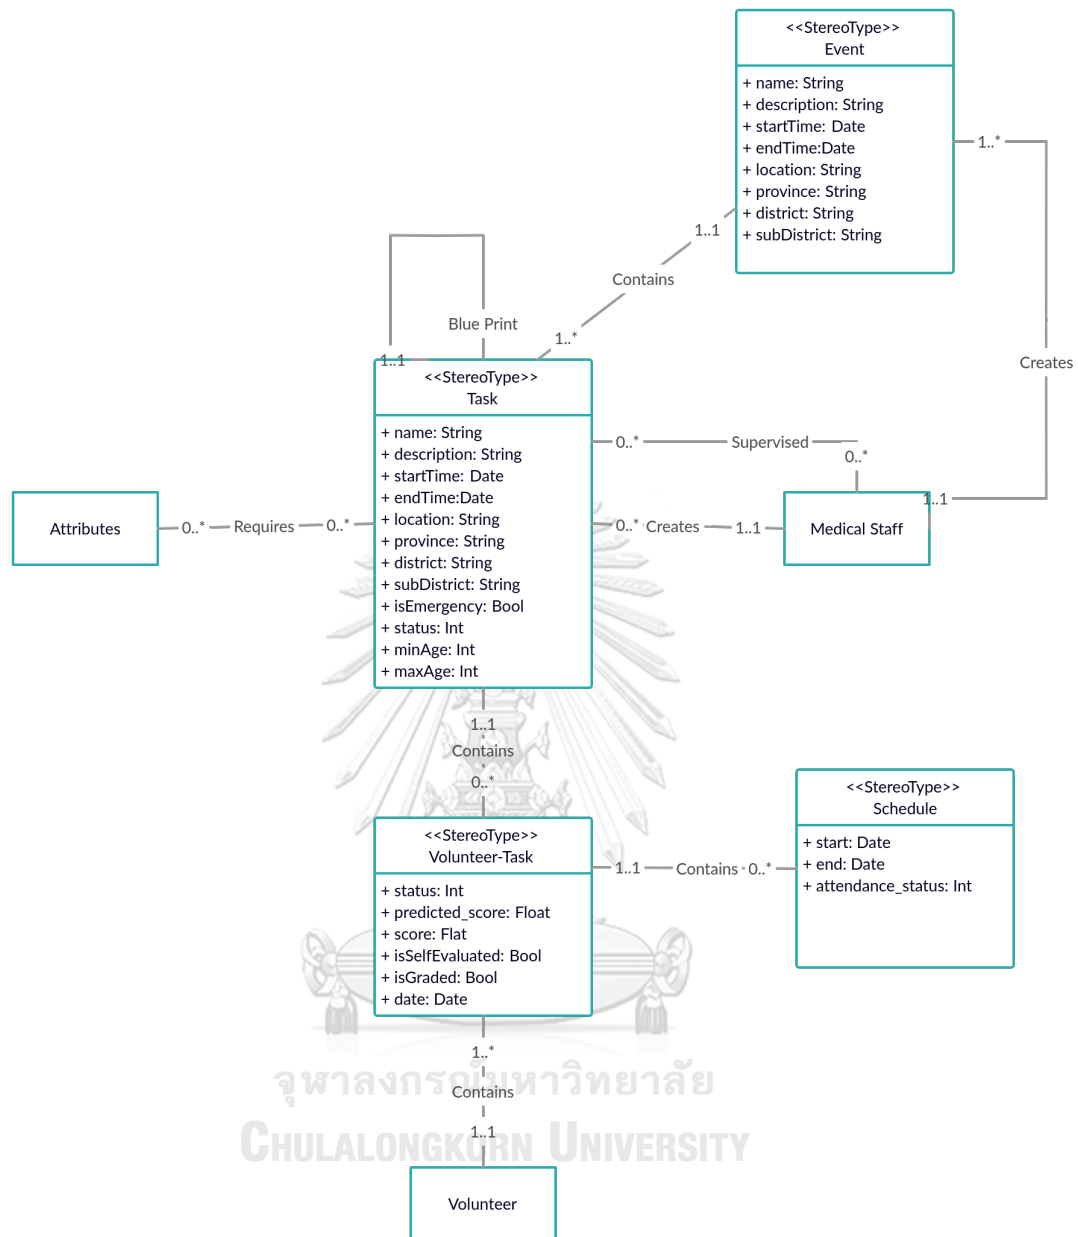 <<StereoType>>
Event
+ name: String
+ description: String
+ startTime: Date
+ endTime:Date
+ location: String
+ province: String
+ district: String
+ subDistrict: String
1..*
1..1
Contains
1..*
Creates
Blue Print
1..1
<<StereoType>>
Task
+ name: String
+ description: String
+ startTime: Date
+ endTime:Date
+ location: String
+ province: String
+ district: String
+ subDistrict: String
+ isEmergency: Bool
+ status: Int
+ minAge: Int
+ maxAge: Int
0..*
Supervised
0..*
1..1
Attributes
0..*
Requires
0..*
0..*
Creates
1..1
Medical Staff
1..1
Contains
0..*
<<StereoType>>
Volunteer-Task
+ status: Int
+ predicted_score: Float
+ score: Flat
+ isSelfEvaluated: Bool
+ isGraded: Bool
+ date: Date
1..1
Contains
0..*
<<StereoType>>
Schedule
+ start: Date
+ end: Date
+ attendance_status: Int
1..*
จุฬาลงกรณ์มหาวิทยาลัย
Contains
1..1
CHULALONGKORN UNIVERSITY
Volunteer